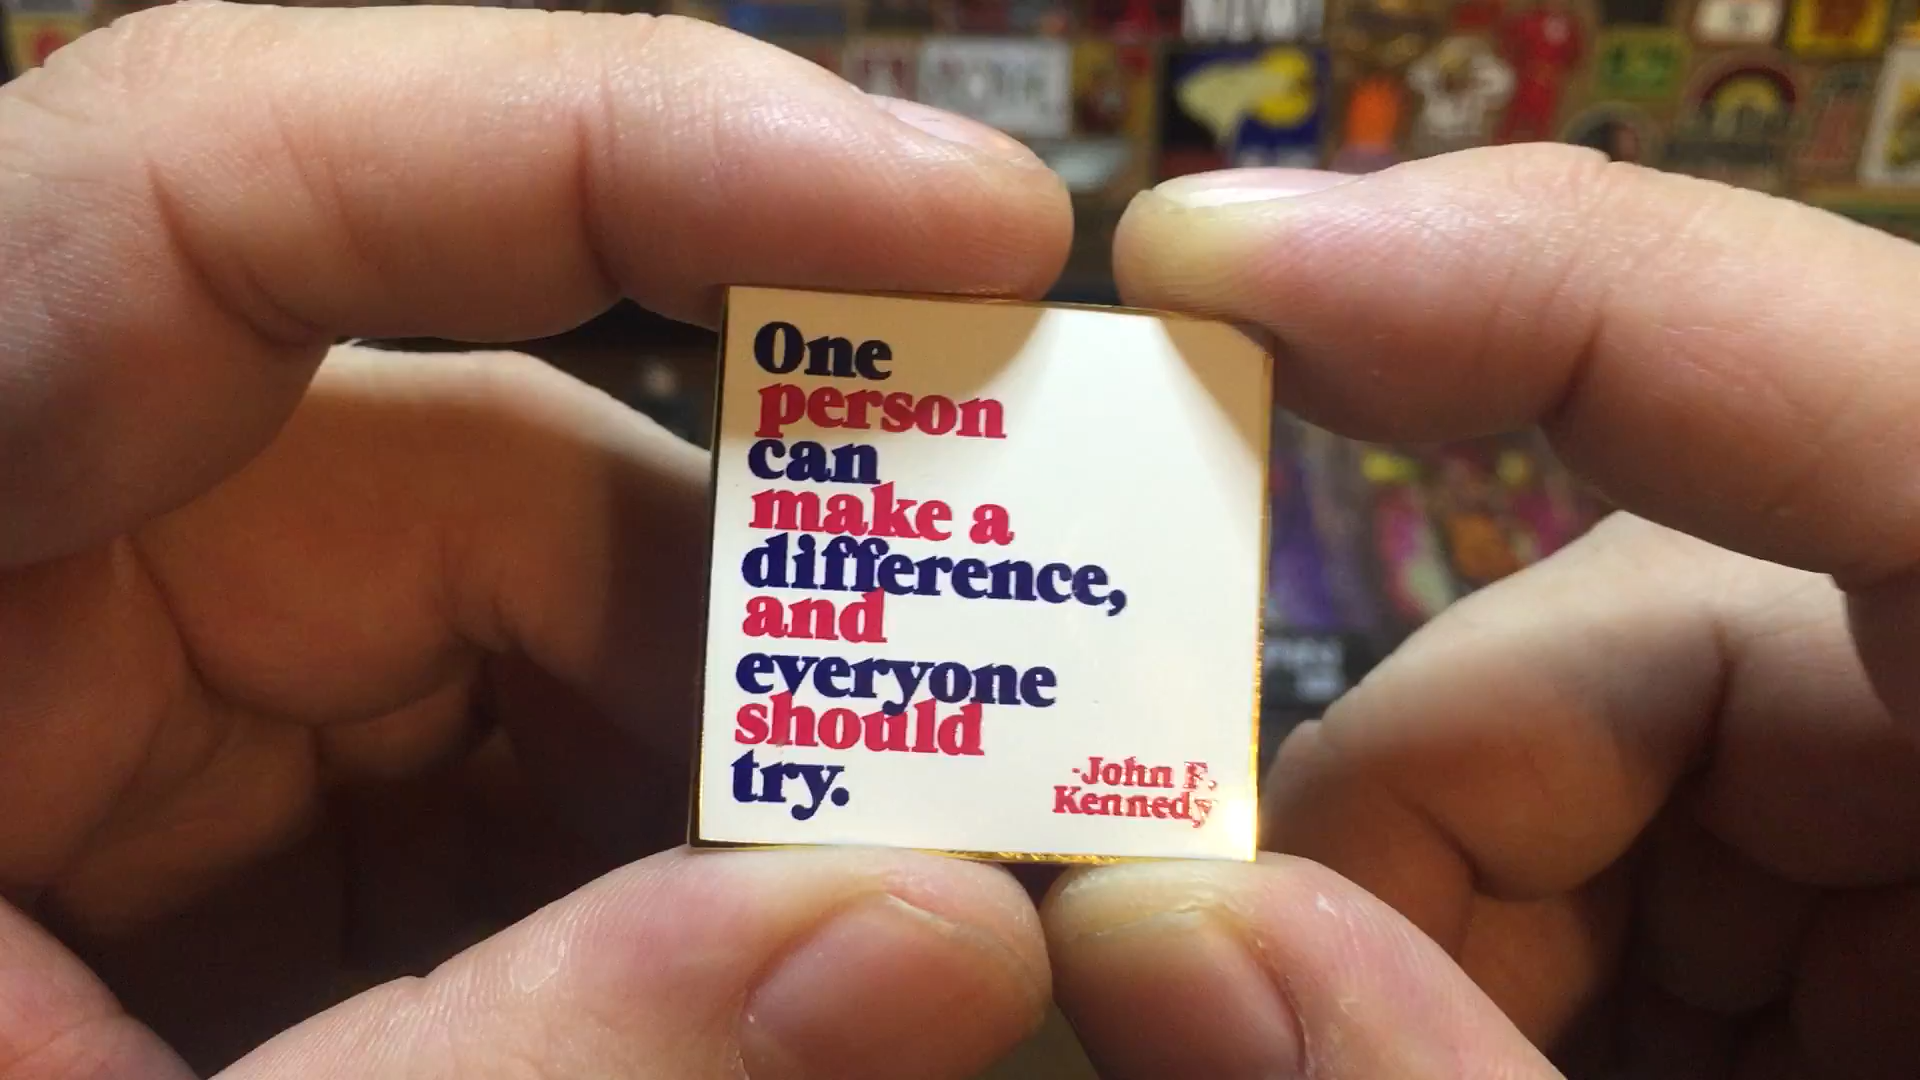 One
person
can
make a
difference,
and
everyone
should
try.
-John F.
Kennedy